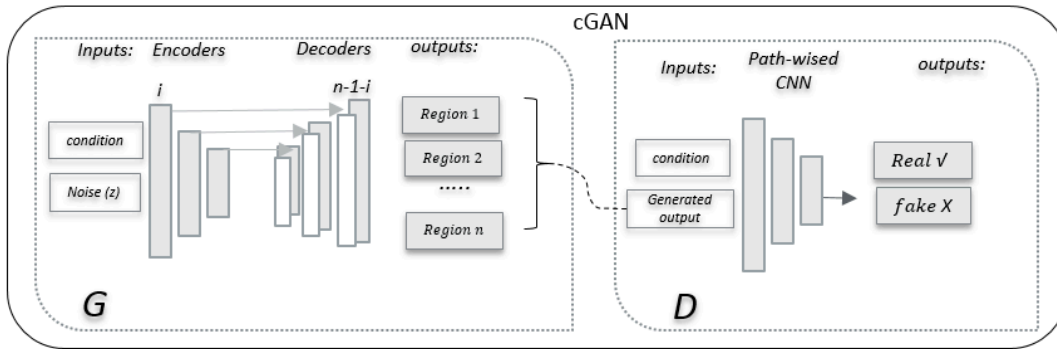 cGAN
Inputs: Encoders Decoders outputs:
i n-1-i
condition
Noise (z)
Region 1
Region 2
.....
Region n
G
Inputs: Path-wised CNN outputs:
condition
Generated
output
Real √
fake X
D